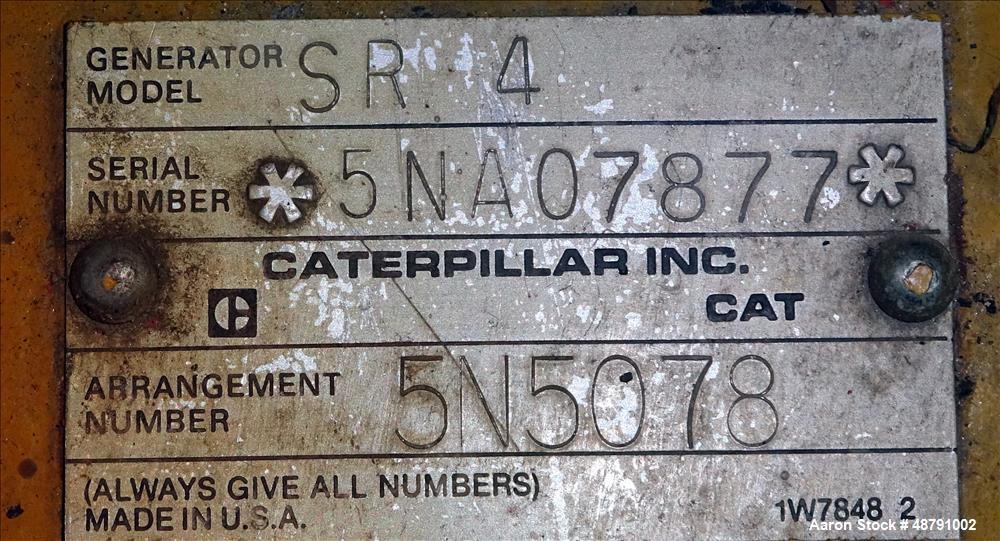 GENERATOR MODEL SR 4
SERIAL NUMBER *5NA07877*
CATERPILLAR INC.
C CAT
ARRANGEMENT NUMBER 5N5078
(ALWAYS GIVE ALL NUMBERS)
MADE IN U.S.A. 1W7848 2
Aaron Stock # 48791002